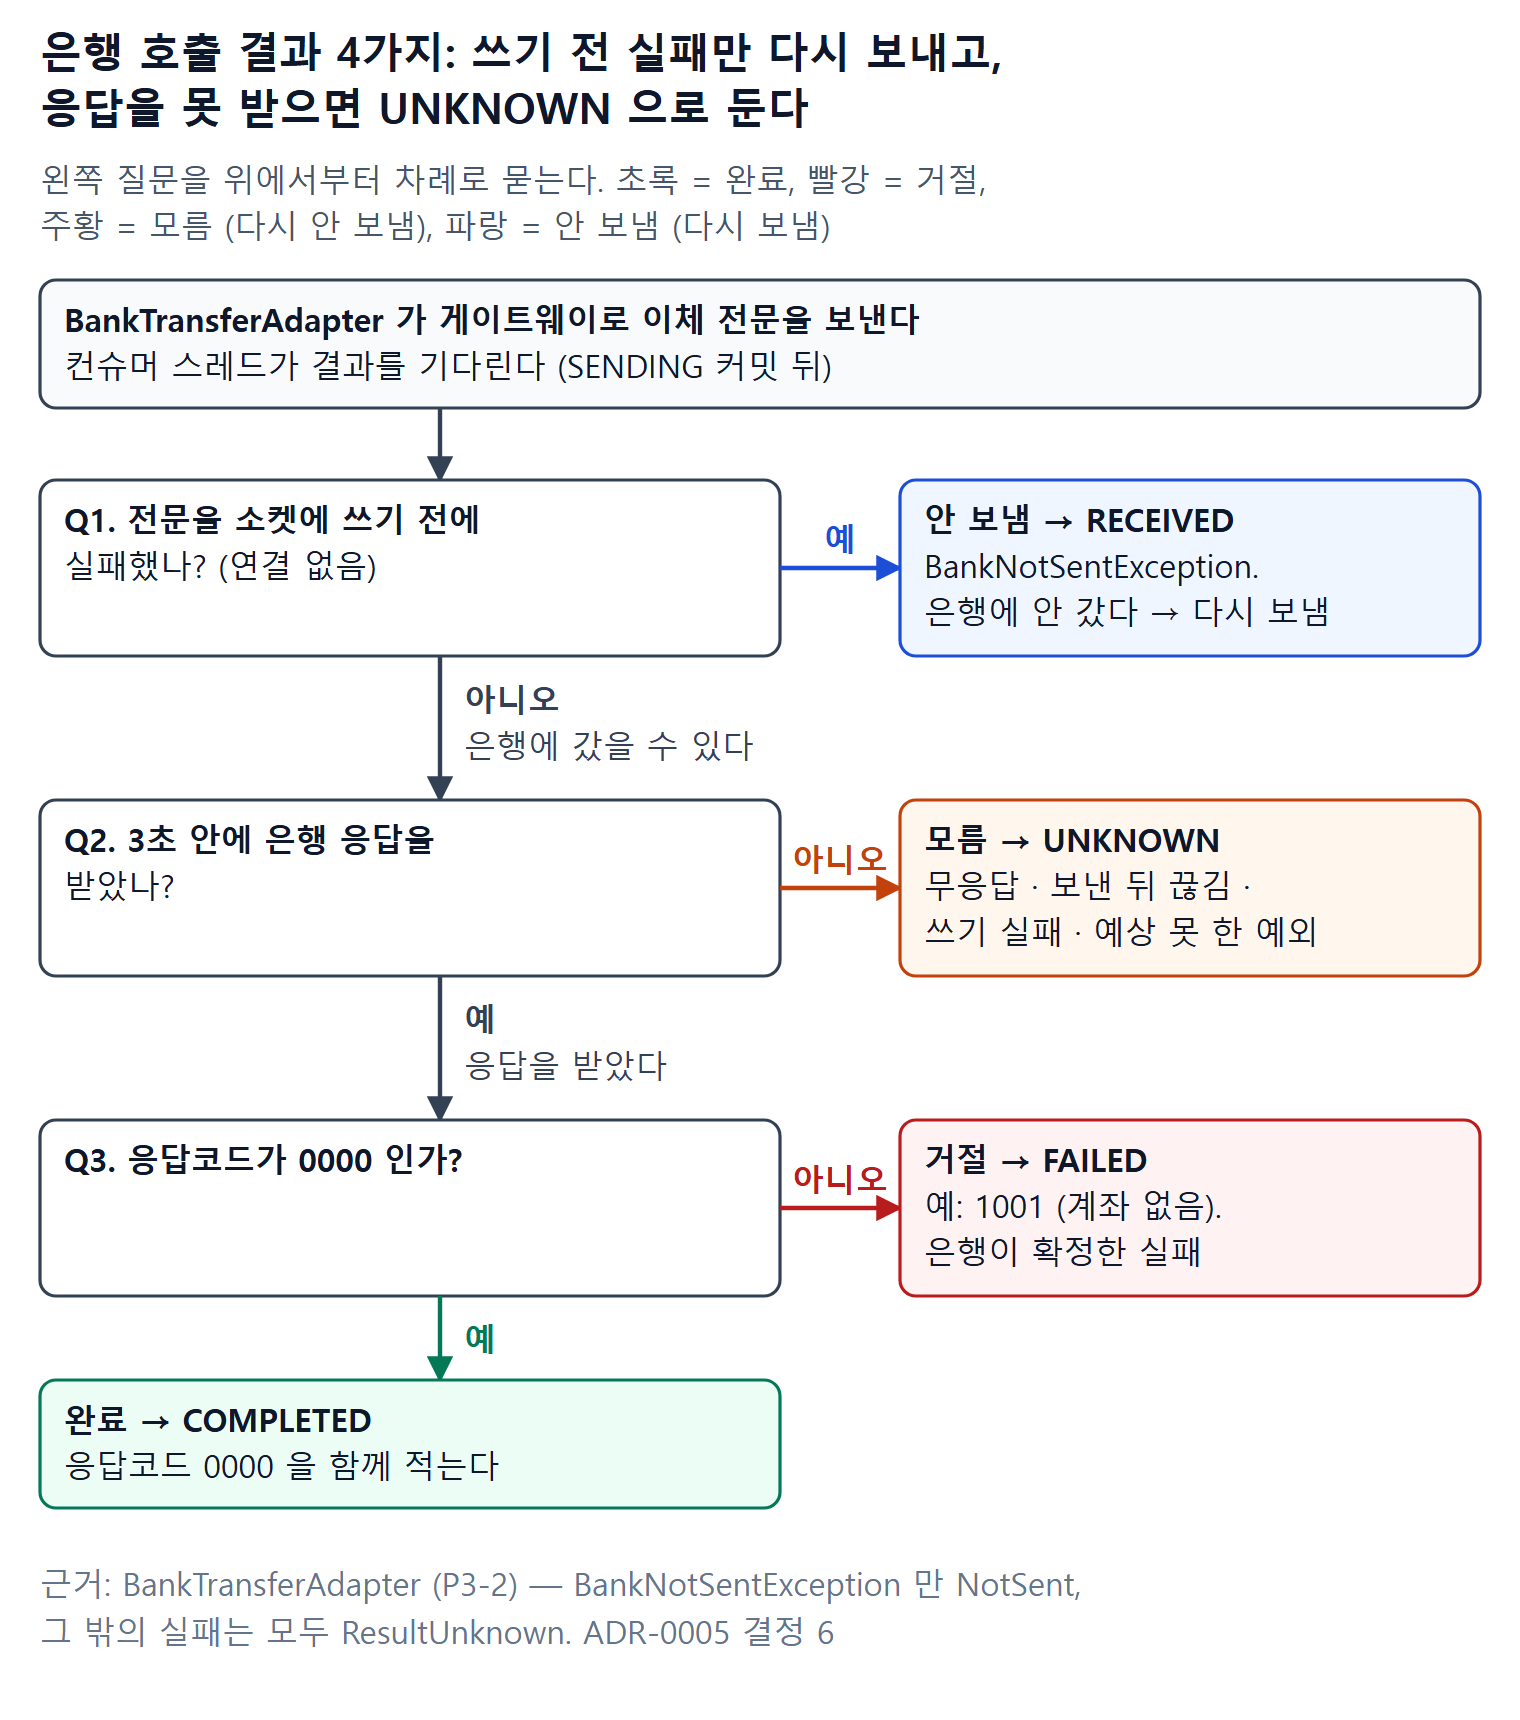 은행 호출 결과 4가지: 쓰기 전 실패만 다시 보내고,
응답을 못 받으면 UNKNOWN 으로 둔다
왼쪽 질문을 위에서부터 차례로 묻는다. 초록 = 완료, 빨강 = 거절,
주황 = 모름 (다시 안 보냄), 파랑 = 안 보냄 (다시 보냄)
BankTransferAdapter 가 게이트웨이로 이체 전문을 보낸다
컨슈머 스레드가 결과를 기다린다 (SENDING 커밋 뒤)
Q1. 전문을 소켓에 쓰기 전에
실패했나? (연결 없음)
예
안 보냄 → RECEIVED
BankNotSentException.
은행에 안 갔다 → 다시 보냄
아니오
은행에 갔을 수 있다
Q2. 3초 안에 은행 응답을
받았나?
아니오
모름 → UNKNOWN
무응답 · 보낸 뒤 끊김 ·
쓰기 실패 · 예상 못 한 예외
예
응답을 받았다
Q3. 응답코드가 0000 인가?
아니오
거절 → FAILED
예: 1001 (계좌 없음).
은행이 확정한 실패
예
완료 → COMPLETED
응답코드 0000 을 함께 적는다
근거: BankTransferAdapter (P3-2) — BankNotSentException 만 NotSent,
그 밖의 실패는 모두 ResultUnknown. ADR-0005 결정 6